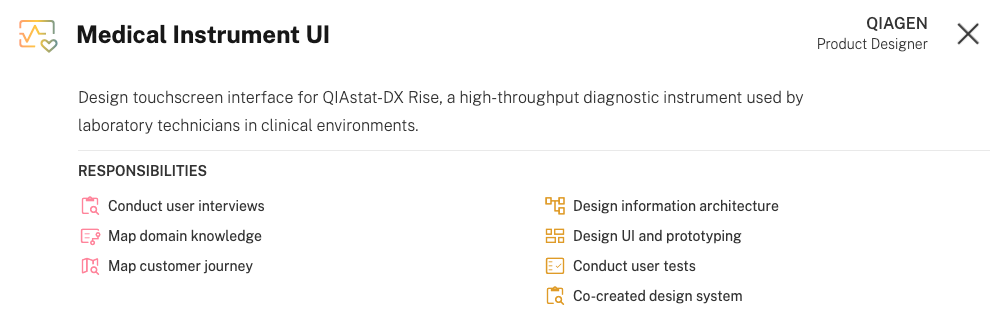 Medical Instrument UI
QIAGEN
Product Designer
Design touchscreen interface for QIAstat-DX Rise, a high-throughput diagnostic instrument used by
laboratory technicians in clinical environments.
RESPONSIBILITIES
Conduct user interviews
Map domain knowledge
Map customer journey
Design information architecture
Design UI and prototyping
Conduct user tests
Co-created design system